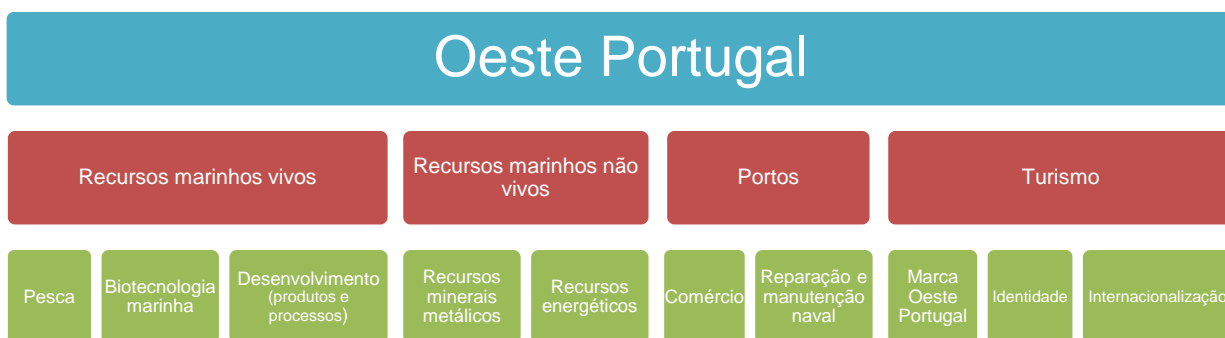 Oeste Portugal
Recursos marinhos vivos
Recursos marinhos não
vivos
Portos
Turismo
Pesca
Biotecnologia
marinha
Desenvolvimento
(produtos e
processos)
Recursos
minerais
metálicos
Recursos
energéticos
Comércio
Reparação e
manutenção
naval
Marca
Oeste
Portugal
Identidade
Internacionalização